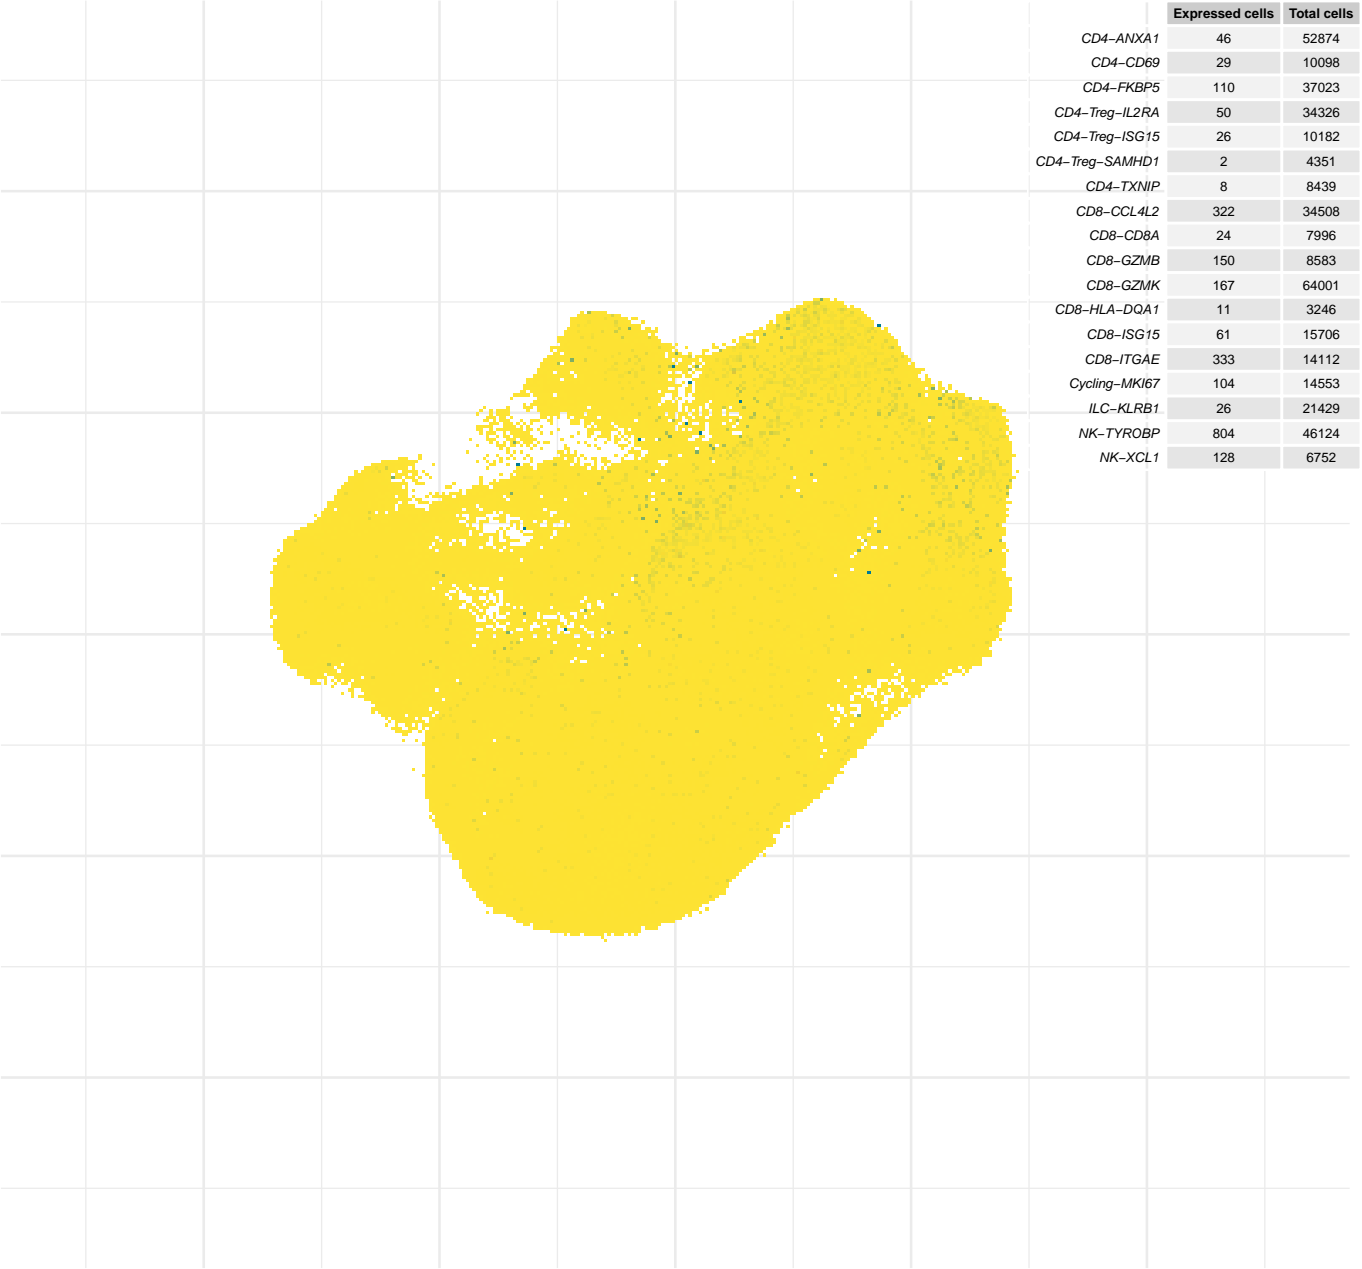 Expressed cells Total cells
CD4−ANXA1 46 52874
CD4−CD69 29 10098
CD4−FKBP5 110 37023
CD4−Treg−IL2RA 50 34326
CD4−Treg−ISG15 26 10182
CD4−Treg−SAMHD1 2 4351
CD4−TXNIP 8 8439
CD8−CCL4L2 322 34508
CD8−CD8A 24 7996
CD8−GZMB 150 8583
CD8−GZMK 167 64001
CD8−HLA−DQA1 11 3246
CD8−ISG15 61 15706
CD8−ITGAE 333 14112
Cycling−MKI67 104 14553
ILC−KLRB1 26 21429
NK−TYROBP 804 46124
NK−XCL1 128 6752